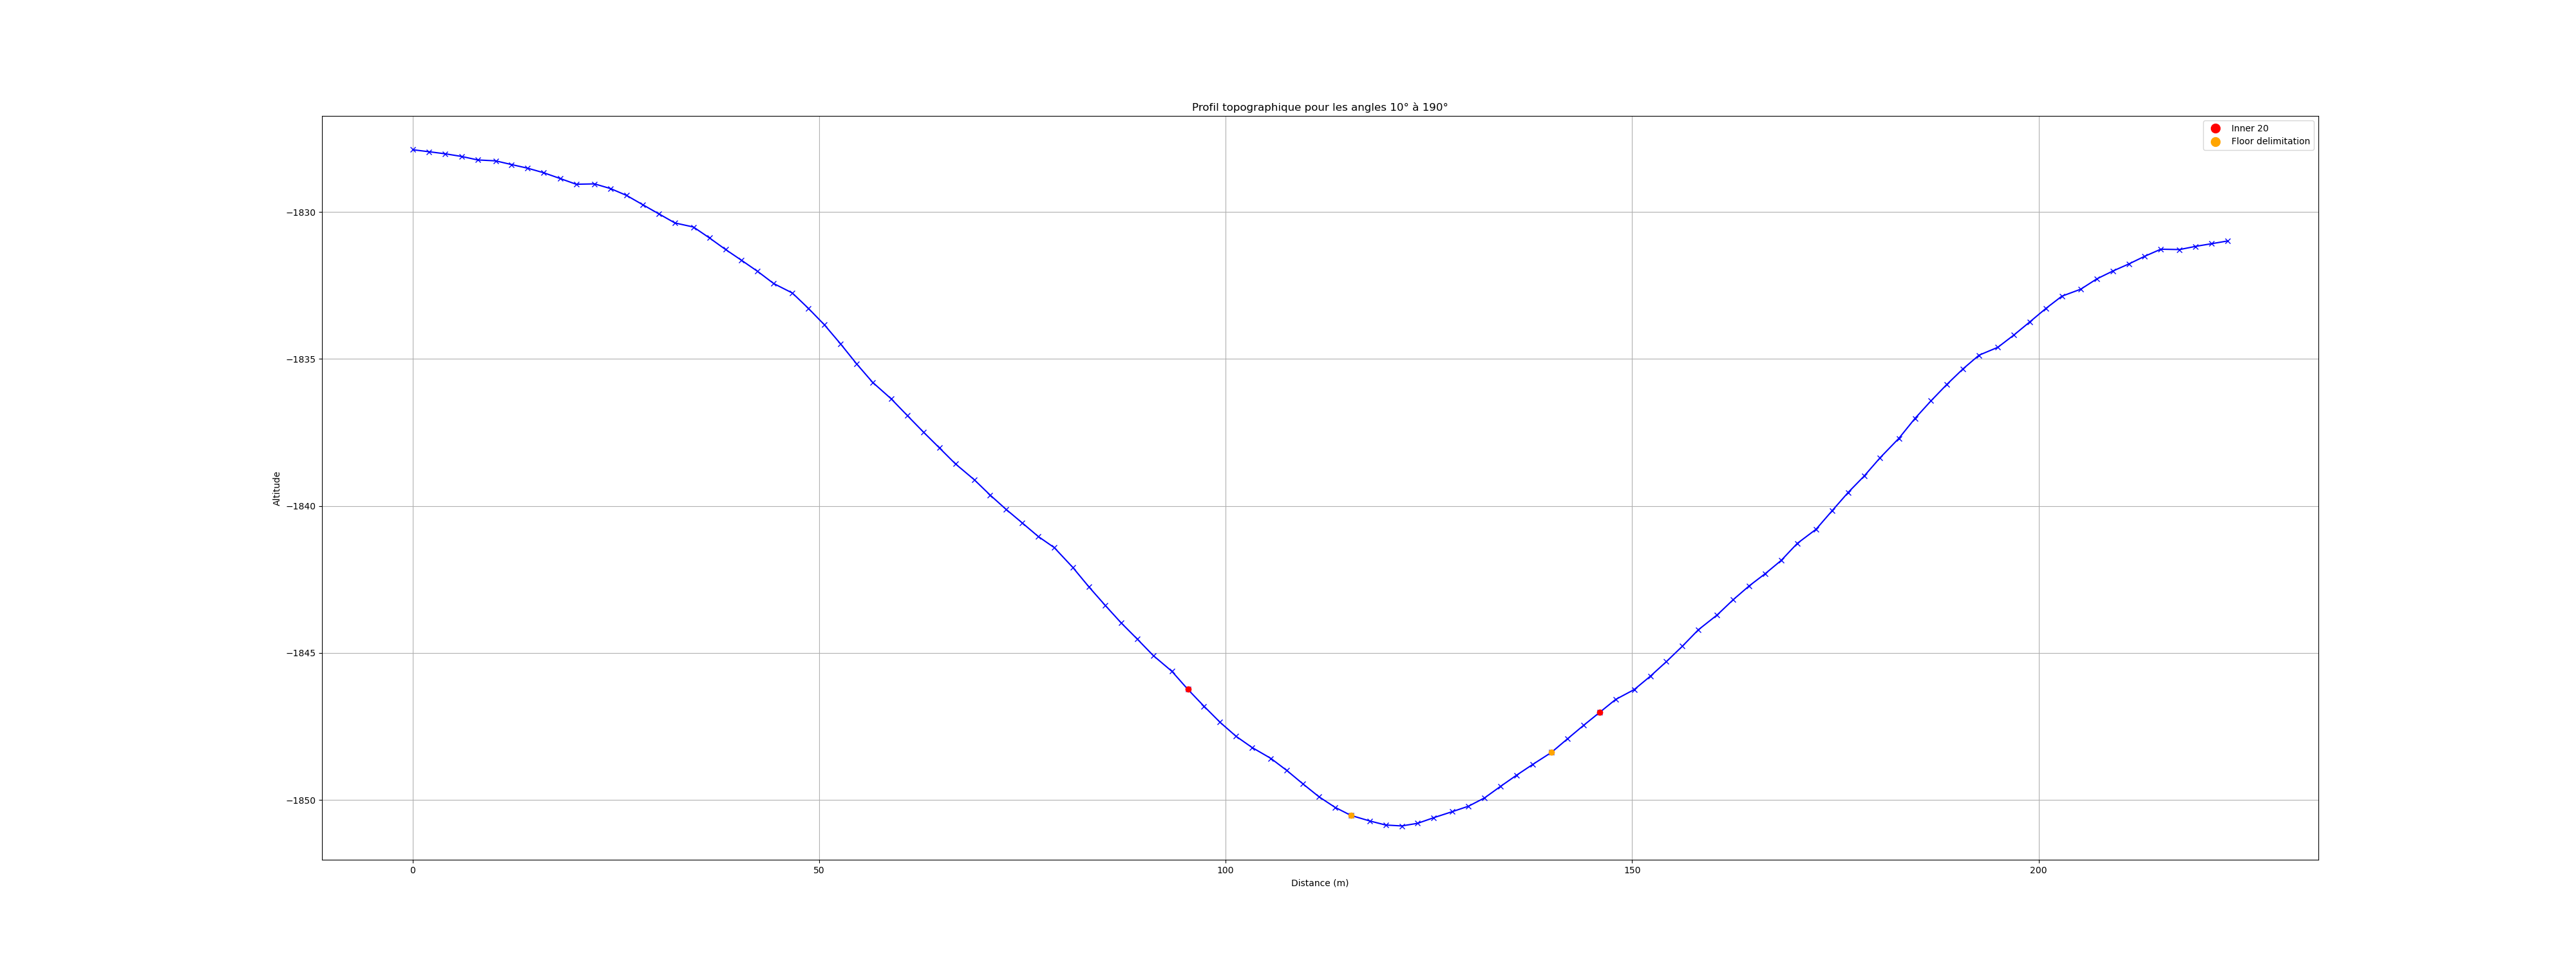 Profil topographique pour les angles 10° à 190°
Inner 20
Floor delimitation
−1830
−1835
−1840
−1845
−1850
Altitude
0 50 100 150 200
Distance (m)